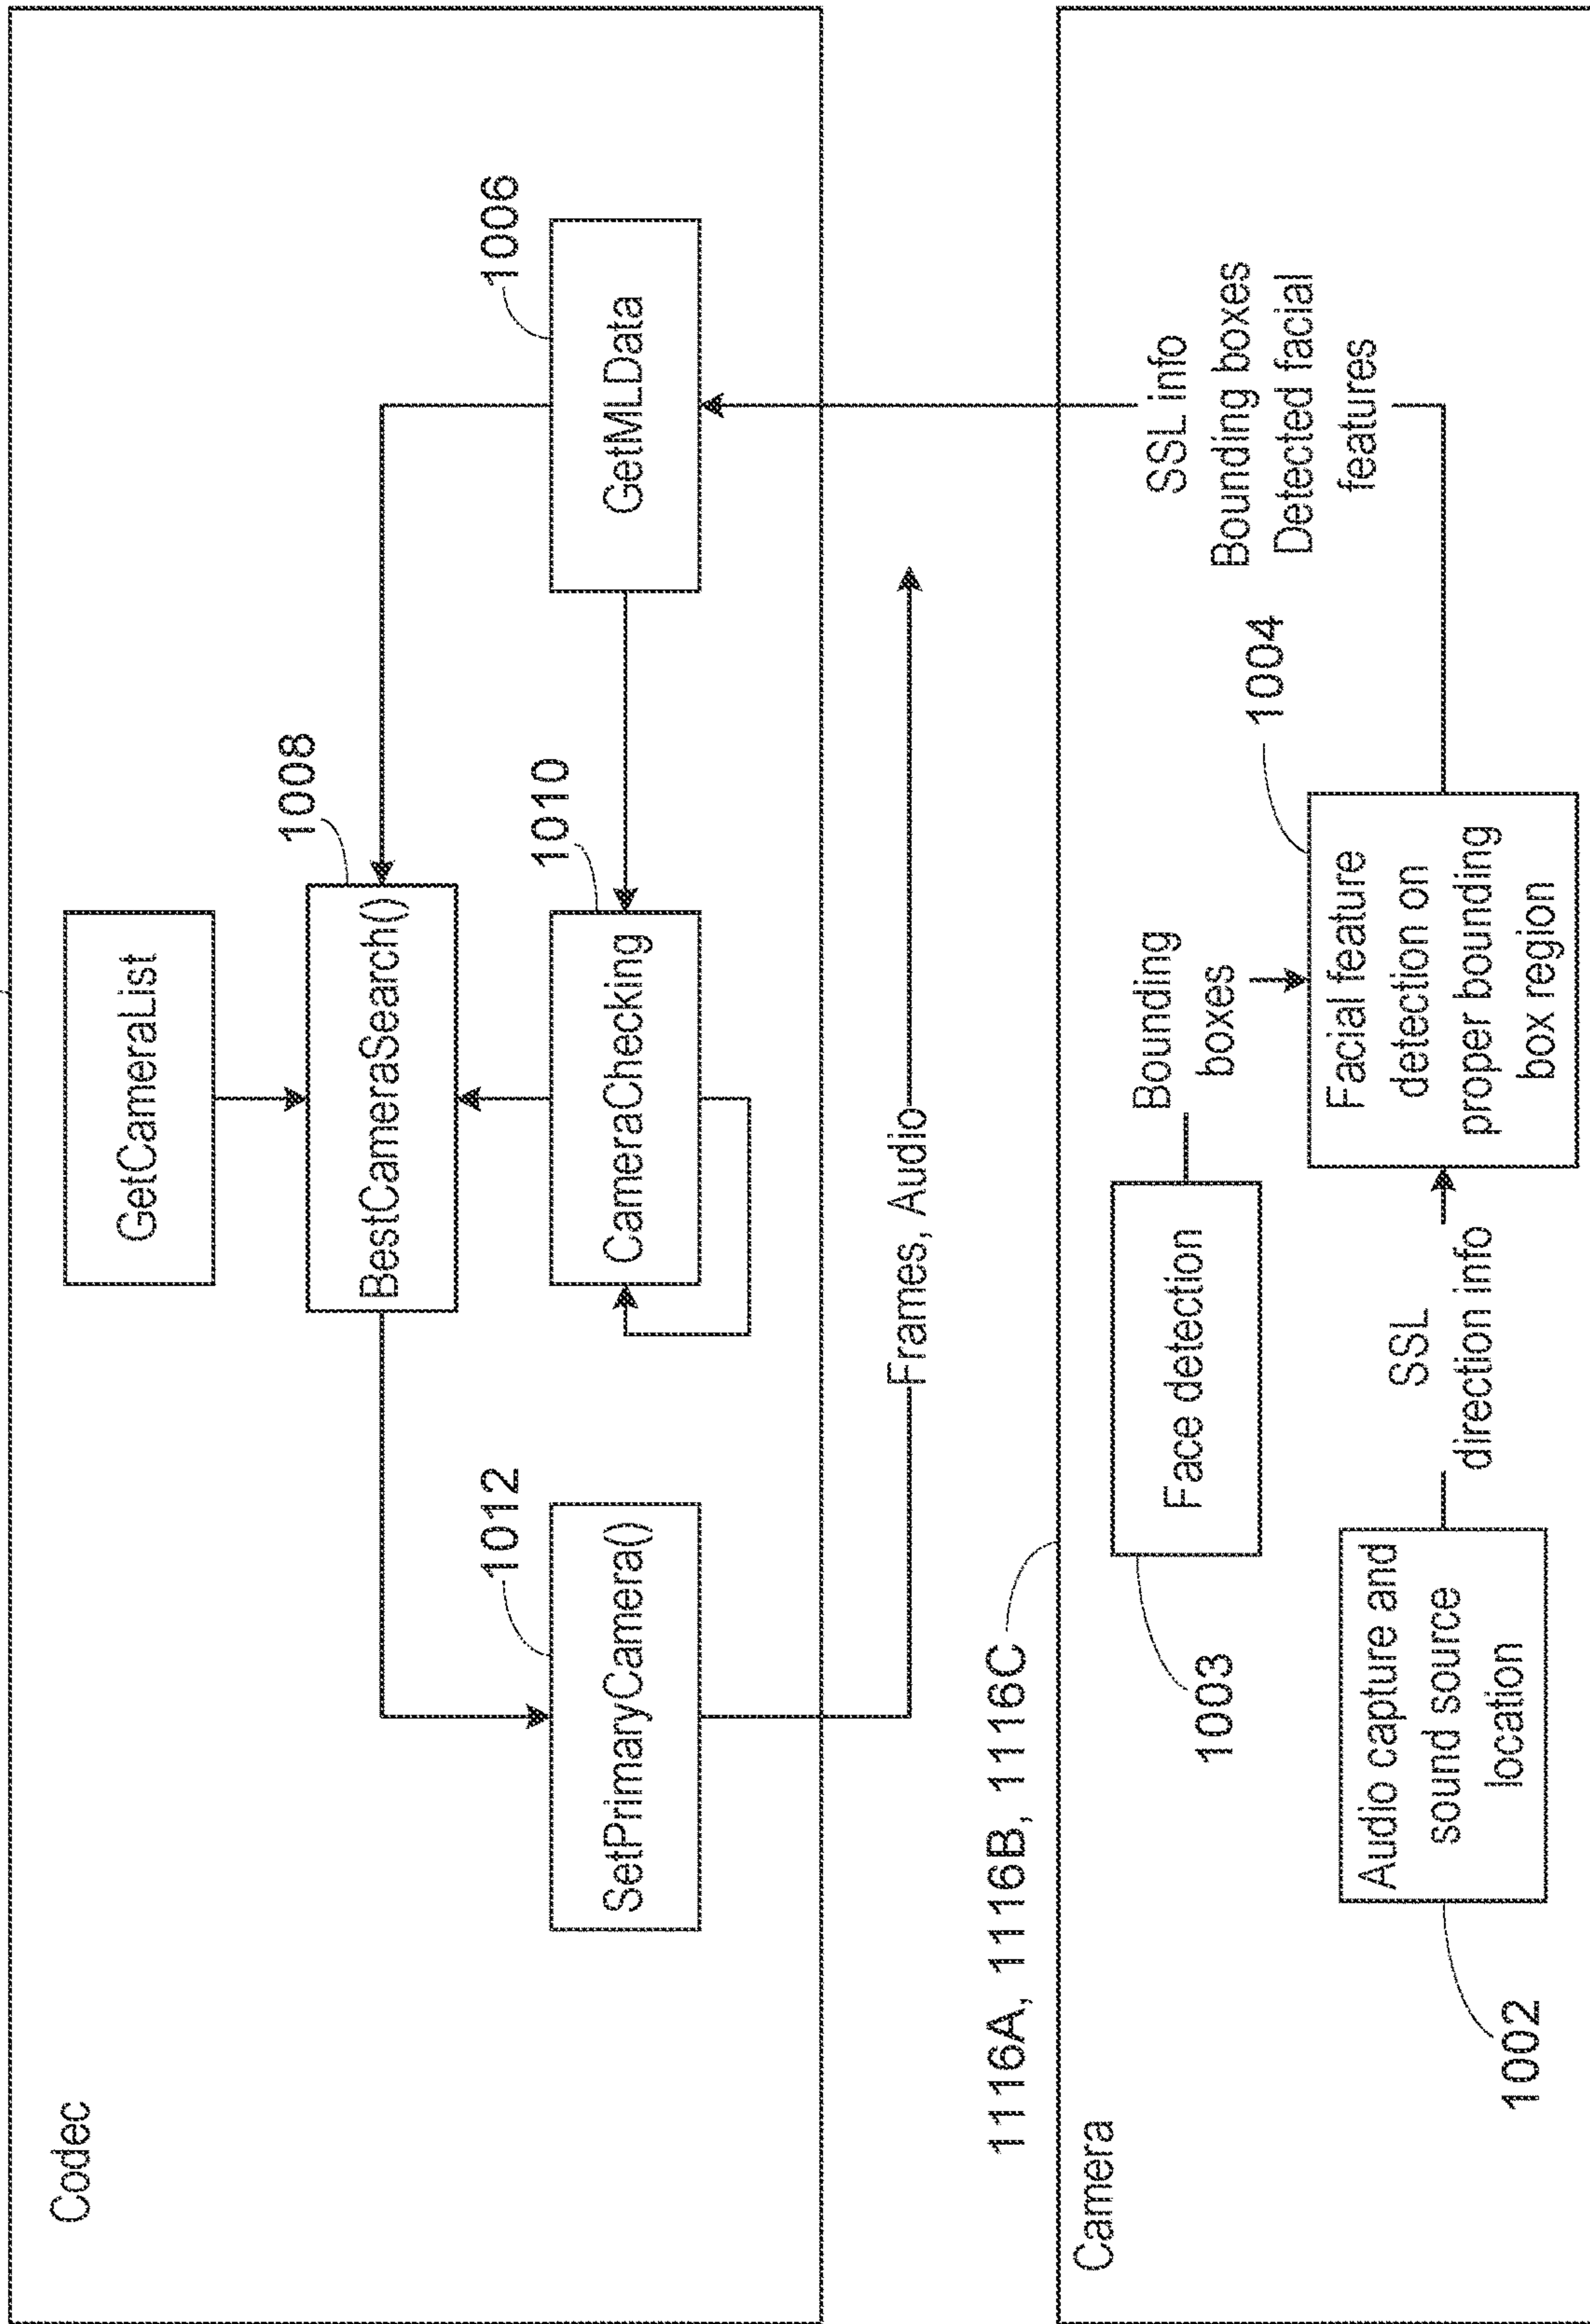 Codec
GetCameraList
1008
BestCameraSearch()
1012
SetPrimaryCamera()
1010
CameraChecking
1006
GetMLData
Frames, Audio
1116A, 1116B, 1116C
Camera
Face detection
1003
Bounding
boxes
SSL info
Bounding boxes
Detected facial
features
1004
Facial feature
detection on
proper bounding
box region
SSL
direction info
Audio capture and
sound source
location
1002